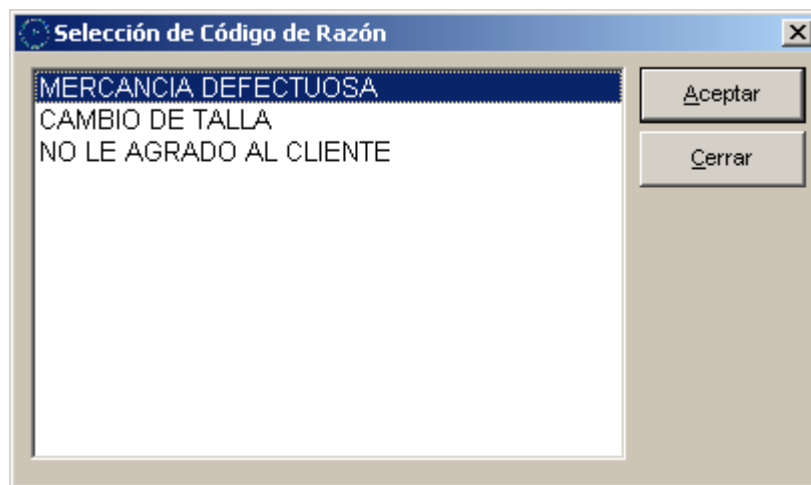 Selección de Código de Razón
MERCANCIA DEFECTUOSA
CAMBIO DE TALLA
NO LE AGRADO AL CLIENTE
Aceptar
Cerrar